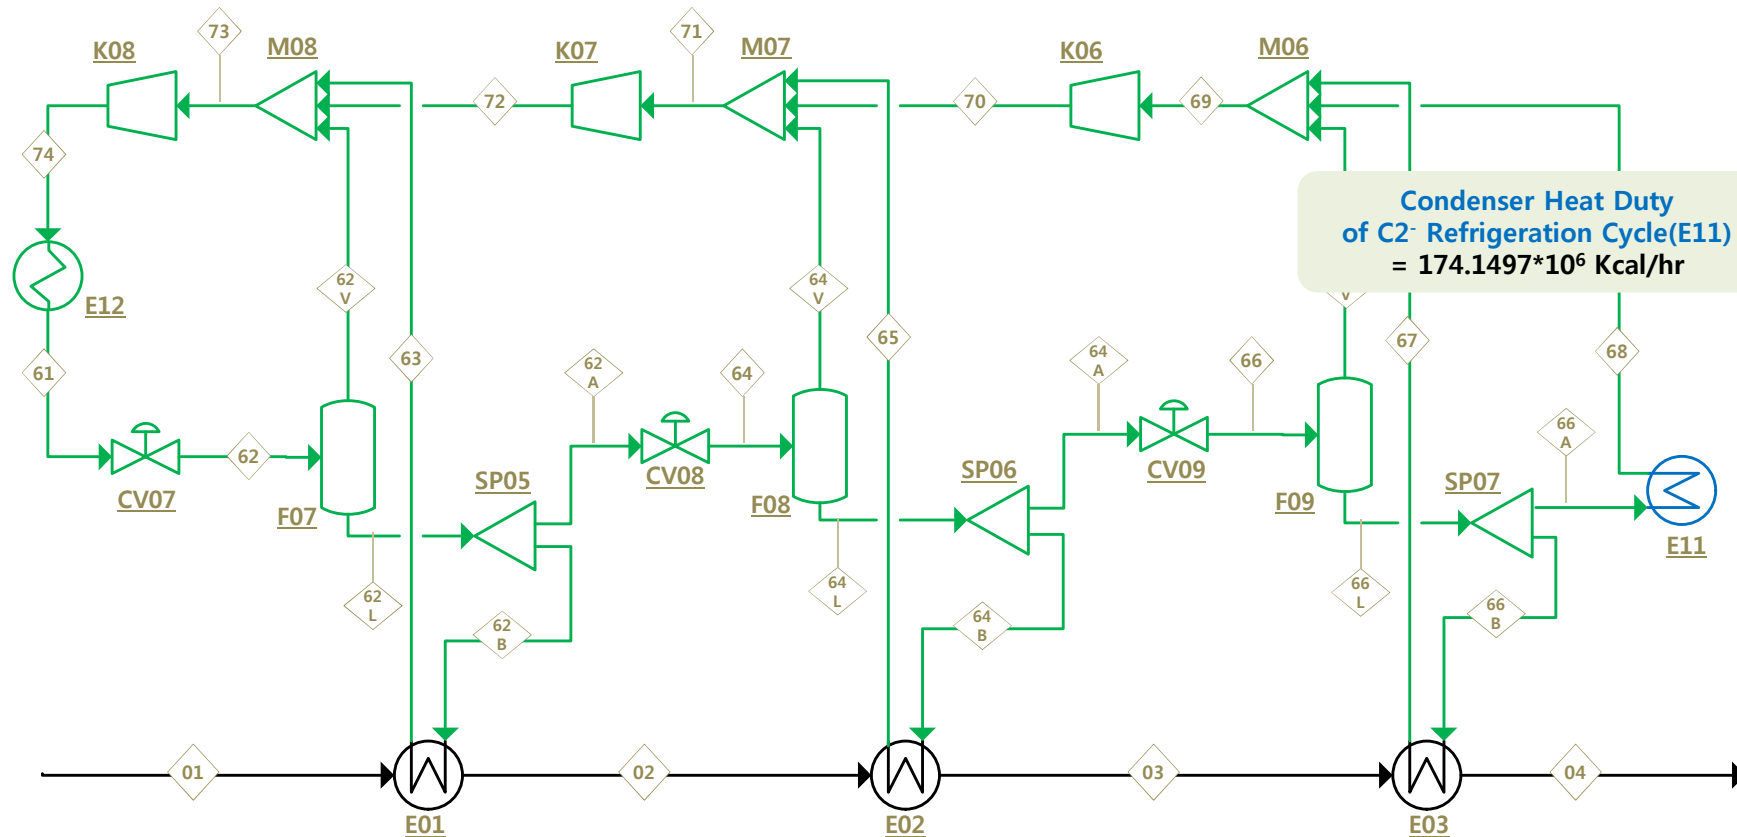 73
71
K08
M08
K07
M07
K06
M06
72
70
69
74
Condenser Heat Duty
of C2- Refrigeration Cycle(E11)
= 174.1497*10⁶ Kcal/hr
62
V
64
V
V
E12
61
63
62
A
64
65
64
A
66
67
68
66
A
CV07
62
F07
SP05
CV08
F08
SP06
CV09
F09
SP07
E11
62
L
64
L
66
L
62
B
64
B
66
B
01
02
03
04
E01
E02
E03